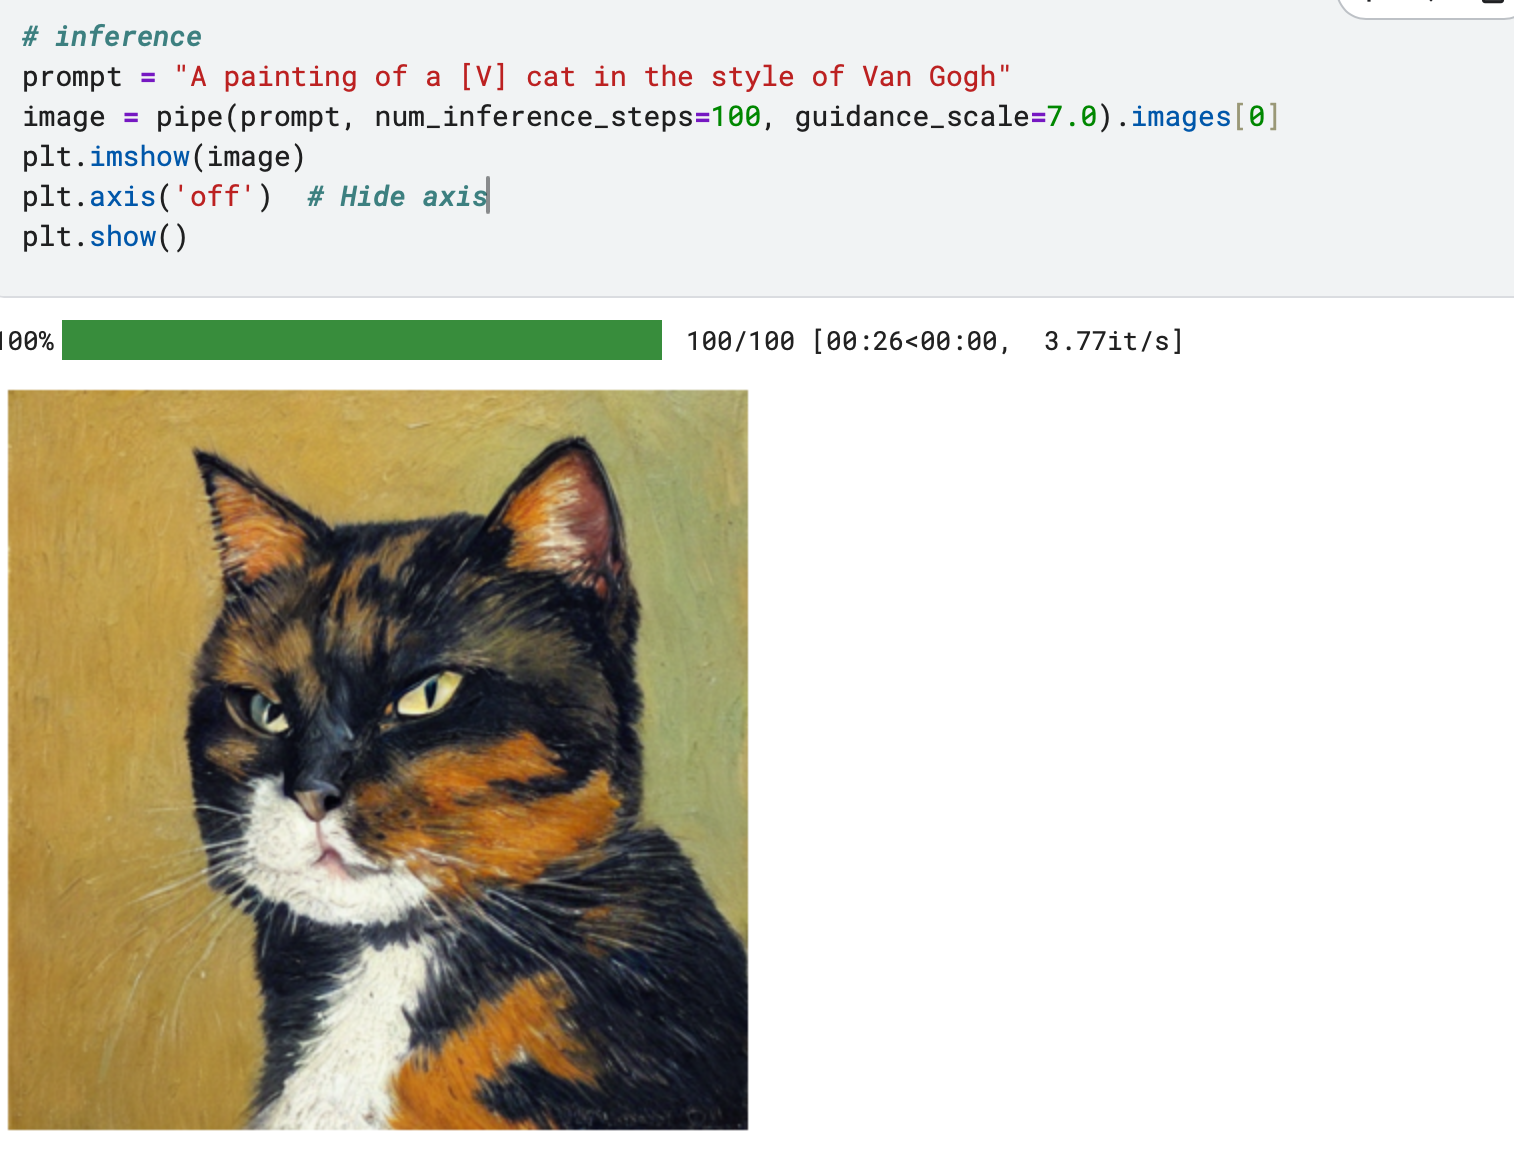 # inference
prompt = "A painting of a [V] cat in the style of Van Gogh"
image = pipe(prompt, num_inference_steps=100, guidance_scale=7.0).images[0]
plt.imshow(image)
plt.axis('off')  # Hide axis
plt.show()
100% 100/100 [00:26<00:00, 3.77it/s]